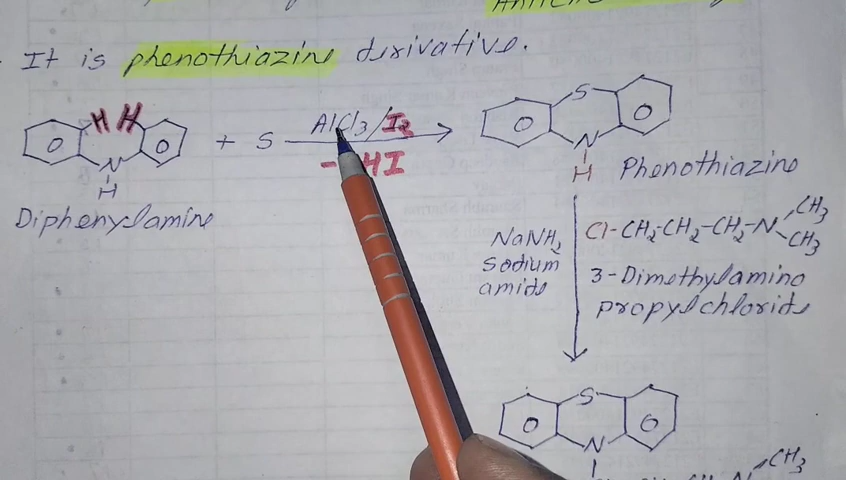 It is phenothiazine derivative.
H H
N
H
Diphenylamine
+ S
AlCl3/I2
HI
S
N
H
Phenothiazine
NaNH2
sodium
amide
Cl-CH2-CH2-CH2-N
CH3
CH3
3-Dimethylamino
propylchloride
S
N
CH3